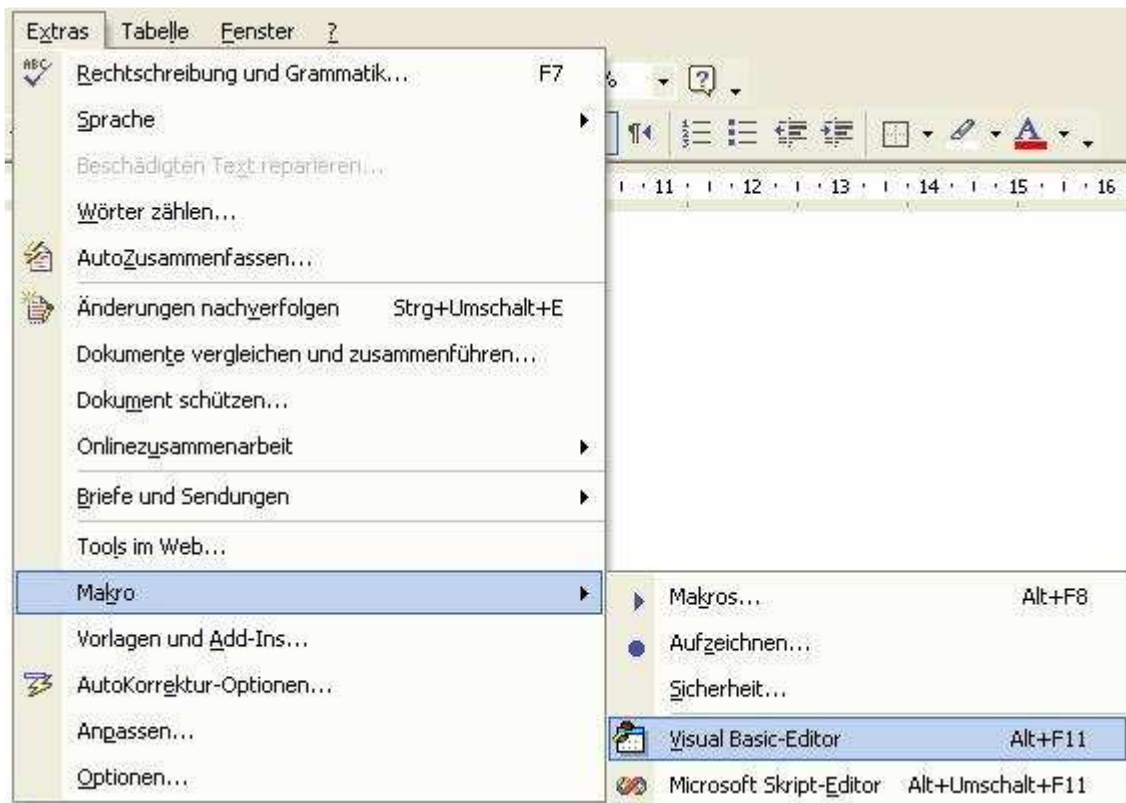 Extras Tabelle Fenster ?
ABC Rechtschreibung und Grammatik... F7
%
Sprache
Beschädigten Text reparieren...
11 12 13 14 15 16
Wörter zählen...
AutoZusammenfassen...
Änderungen nachverfolgen Strg+Umschalt+E
Dokumente vergleichen und zusammenführen...
Dokument schützen...
Onlinezusammenarbeit
Briefe und Sendungen
Tools im Web...
Makro
Vorlagen und Add-Ins...
AutoKorrektur-Optionen...
Anpassen...
Optionen...
Makros... Alt+F8
Aufzeichnen...
Sicherheit...
Visual Basic-Editor Alt+F11
Microsoft Skript-Editor Alt+Umschalt+F11